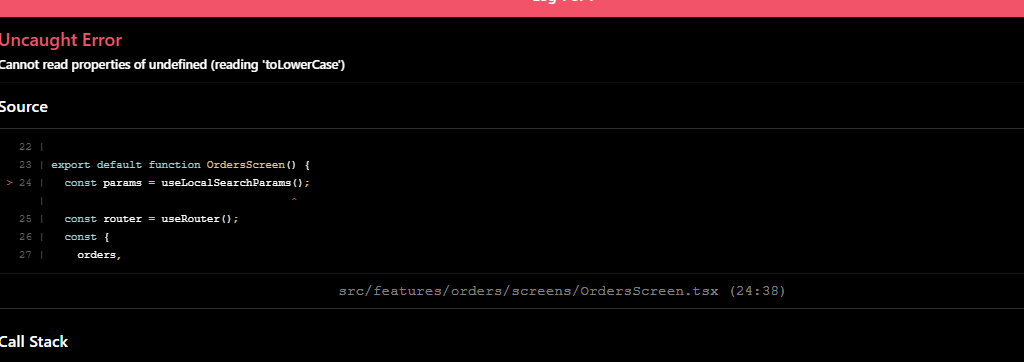 Uncaught Error
Cannot read properties of undefined (reading 'toLowerCase')
Source
22 |
23 | export default function OrdersScreen() {
> 24 |   const params = useLocalSearchParams();
|                                       ^
25 |   const router = useRouter();
26 |   const {
27 |     orders,
src/features/orders/screens/OrdersScreen.tsx (24:38)
Call Stack